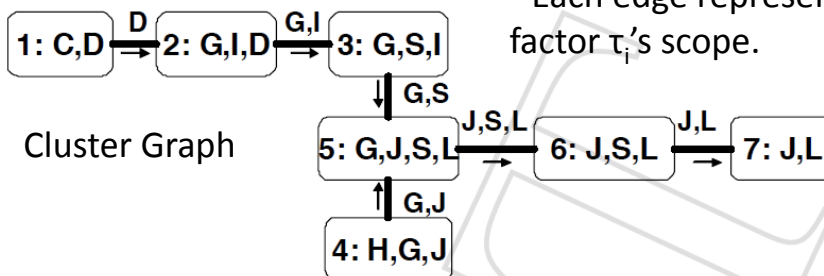 Each edge represen
factor τi's scope.
D
G,I
1: C,D
2: G,I,D
3: G,S,I
G,S
J,S,L
J,L
Cluster Graph
5: G,J,S,L
6: J,S,L
7: J,L
G,J
4: H,G,J